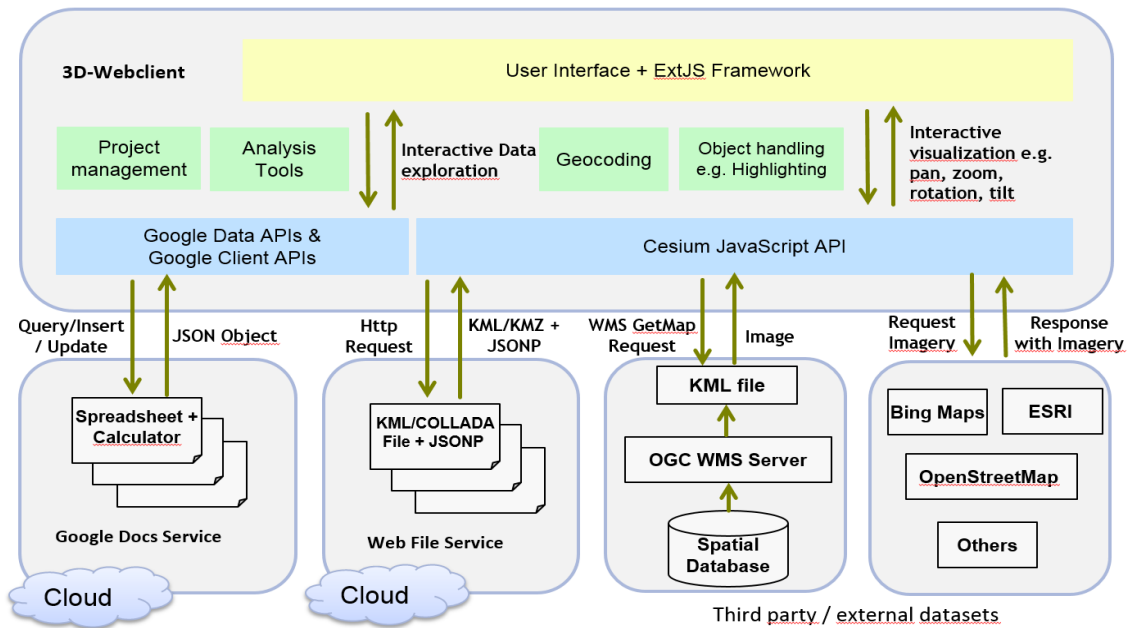 3D-Webclient
User Interface + ExtJS Framework
Project
management
Analysis
Tools
Interactive Data
exploration
Geocoding
Object handling
e.g. Highlighting
Interactive
visualization e.g.
pan, zoom,
rotation, tilt
Google Data APIs &
Google Client APIs
Cesium JavaScript API
Query/Insert
/ Update
JSON Object
Http
Request
KML/KMZ +
JSONP
WMS GetMap
Request
Image
Request
Imagery
Response
with Imagery
Spreadsheet +
Calculator
Google Docs Service
Cloud
KML/COLLADA
File + JSONP
Web File Service
Cloud
KML file
OGC WMS Server
Spatial
Database
Bing Maps
ESRI
OpenStreetMap
Others
Third party / external datasets